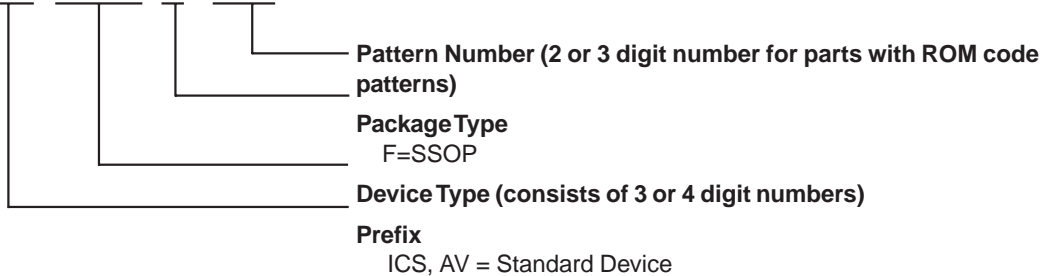 Pattern Number (2 or 3 digit number for parts with ROM code
patterns)
Package Type
F=SSOP
Device Type (consists of 3 or 4 digit numbers)
Prefix
ICS, AV = Standard Device